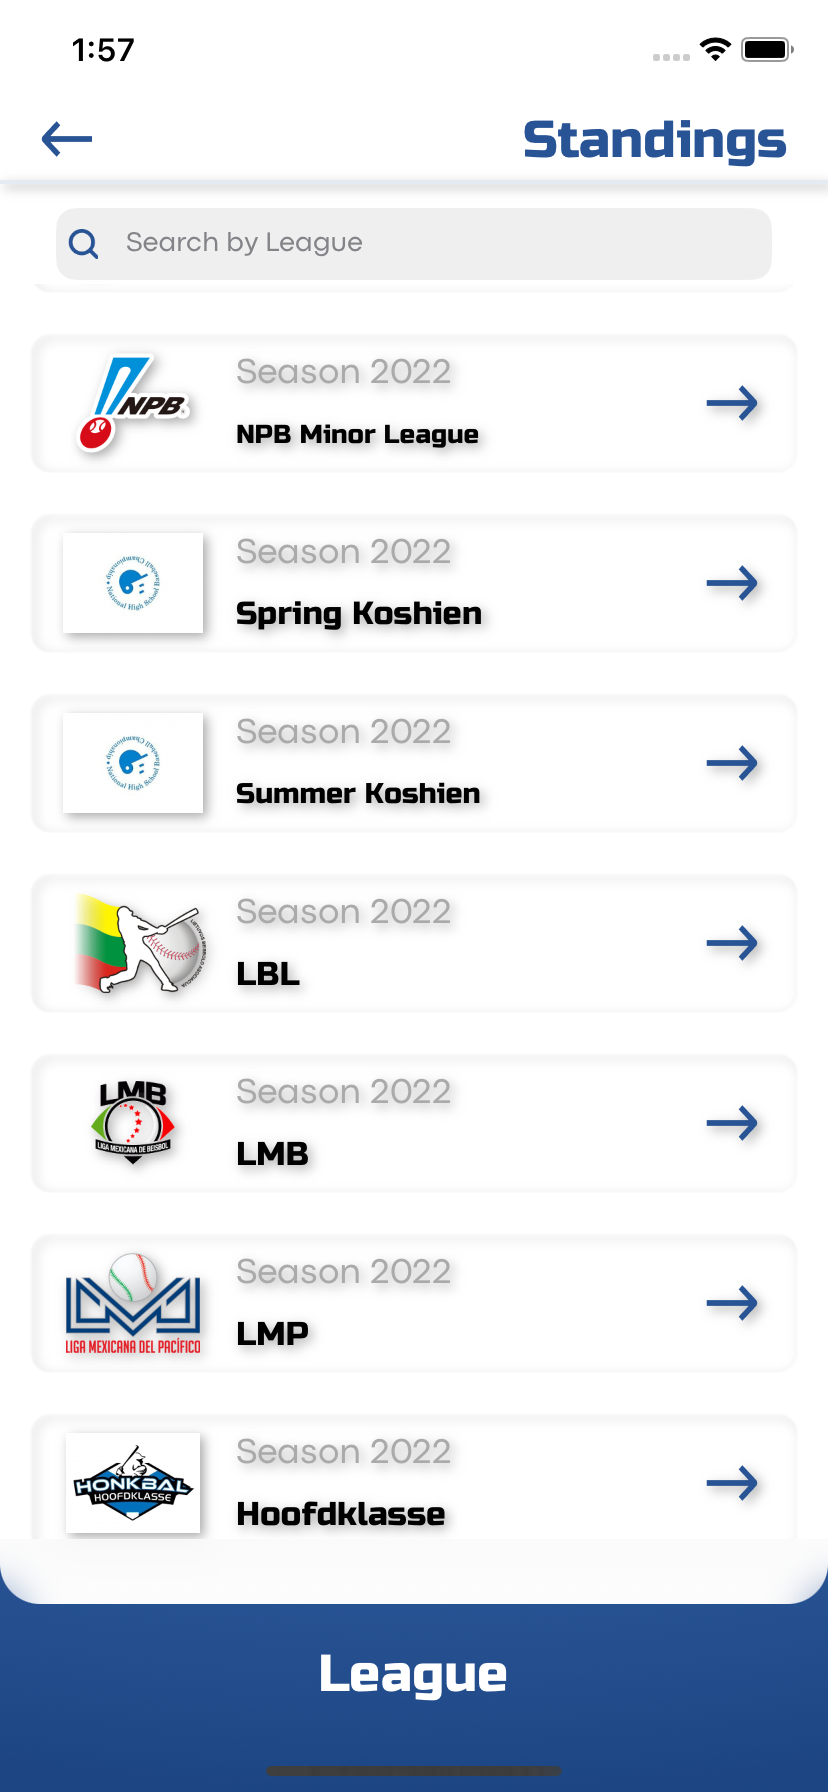 1:57
Standings
Search by League
NPB
Season 2022
NPB Minor League
National High School Baseball Championship
Season 2022
Spring Koshien
National High School Baseball Championship
Season 2022
Summer Koshien
Season 2022
LBL
LMB
LIGA MEXICANA DE BEISBOL
Season 2022
LMB
LIGA MEXICANA DEL PACÍFICO
Season 2022
LMP
HONKBAL
HOOFDKLASSE
Season 2022
Hoofdklasse
League